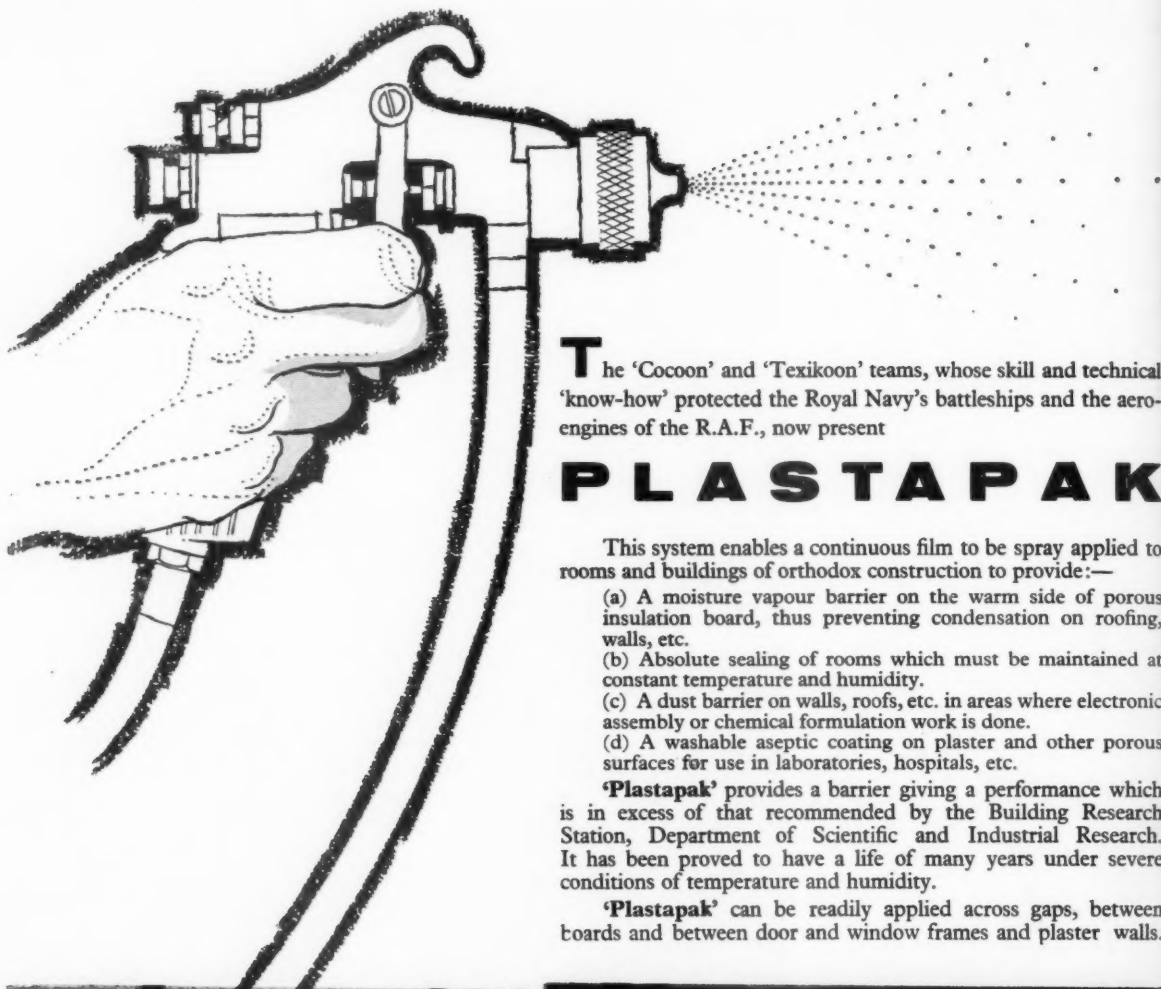 The ‘Cocoon’ and ‘Texikoon’ teams, whose skill and technical
‘know-how’ protected the Royal Navy’s battleships and the aero-
engines of the R.A.F., now present
PLASTAPAK
This system enables a continuous film to be spray applied to
rooms and buildings of orthodox construction to provide:—
(a) A moisture vapour barrier on the warm side of porous
insulation board, thus preventing condensation on roofing,
walls, etc.
(b) Absolute sealing of rooms which must be maintained at
constant temperature and humidity.
(c) A dust barrier on walls, roofs, etc. in areas where electronic
assembly or chemical formulation work is done.
(d) A washable aseptic coating on plaster and other porous
surfaces for use in laboratories, hospitals, etc.
‘Plastapak’ provides a barrier giving a performance which
is in excess of that recommended by the Building Research
Station, Department of Scientific and Industrial Research.
It has been proved to have a life of many years under severe
conditions of temperature and humidity.
‘Plastapak’ can be readily applied across gaps, between
boards and between door and window frames and plaster walls.